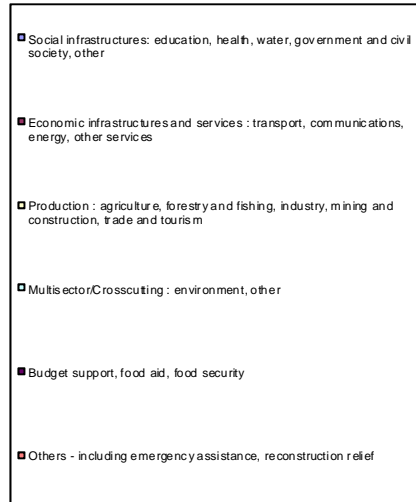 Social infrastructures: education, health, water, government and civil
society, other
Economic infrastructures and services : transport, communications,
energy, other services
Production : agriculture, forestry and fishing, industry, mining and
construction, trade and tourism
Multisector/Crosscutting : environment, other
Budget support, food aid, food security
Others - including emergency assistance, reconstruction relief